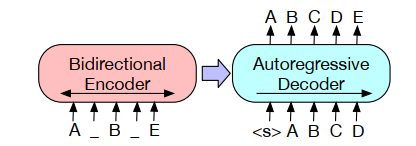 A B C D E
Bidirectional
Encoder
Autoregressive
Decoder
A _ B _ E
<s> A B C D